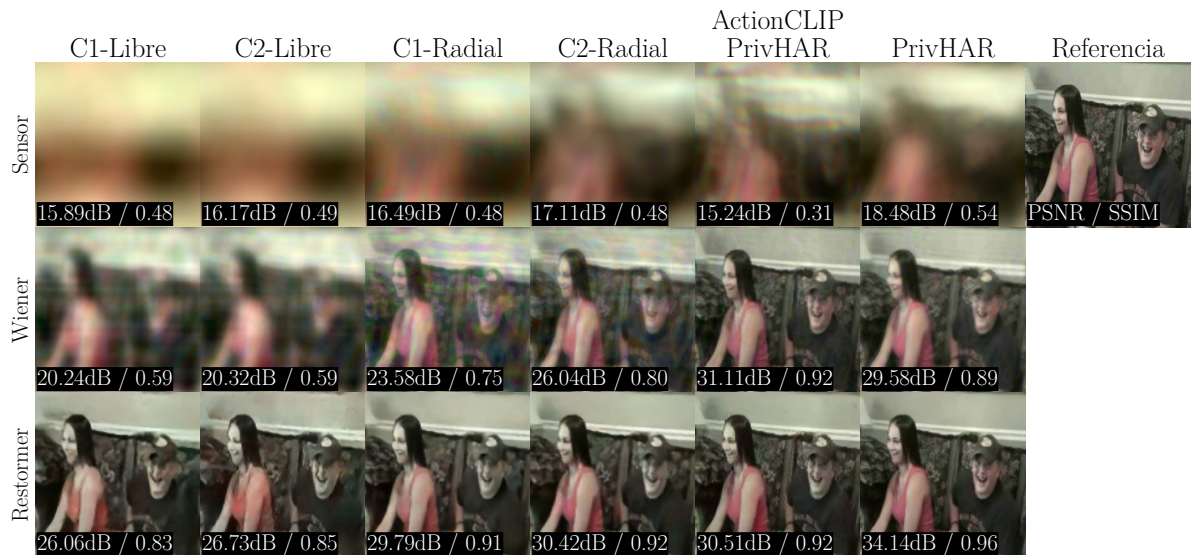 ActionCLIP
C1-Libre C2-Libre C1-Radial C2-Radial PrivHAR PrivHAR Referencia
Sensor
15.89dB / 0.48 16.17dB / 0.49 16.49dB / 0.48 17.11dB / 0.48 15.24dB / 0.31 18.48dB / 0.54 PSNR / SSIM
Wiener
20.24dB / 0.59 20.32dB / 0.59 23.58dB / 0.75 26.04dB / 0.80 31.11dB / 0.92 29.58dB / 0.89
Restormer
26.06dB / 0.83 26.73dB / 0.85 29.79dB / 0.91 30.42dB / 0.92 30.51dB / 0.92 34.14dB / 0.96